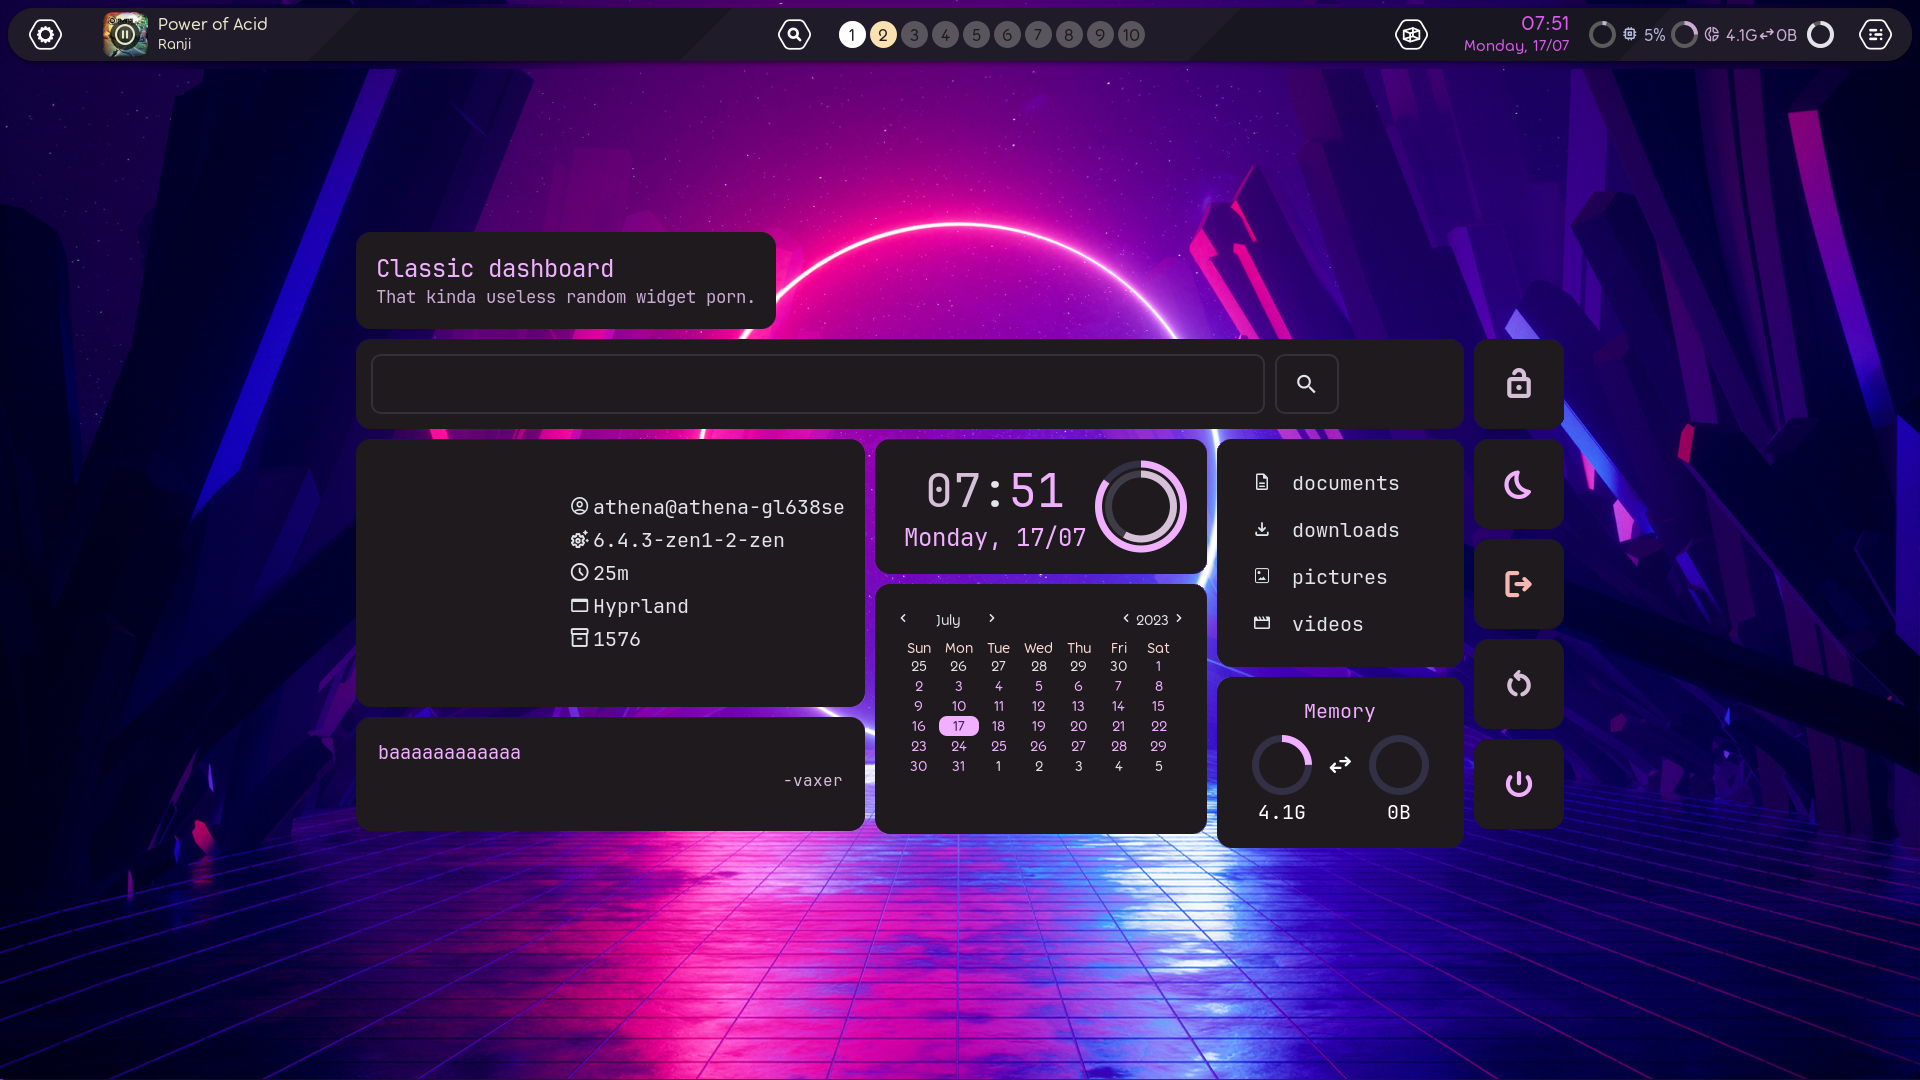 Power of Acid
Ranji
1 2 3 4 5 6 7 8 9 10
07:51
Monday, 17/07
5% 4.1G 0B
Classic dashboard
That kinda useless random widget porn.
athena@athena-gl638se
6.4.3-zen1-2-zen
25m
Hyprland
1576
baaaaaaaaaaaa
-vaxer
07:51
Monday, 17/07
July 2023
Sun Mon Tue Wed Thu Fri Sat
25 26 27 28 29 30 1
2 3 4 5 6 7 8
9 10 11 12 13 14 15
16 17 18 19 20 21 22
23 24 25 26 27 28 29
30 31 1 2 3 4 5
documents
downloads
pictures
videos
Memory
4.1G 0B